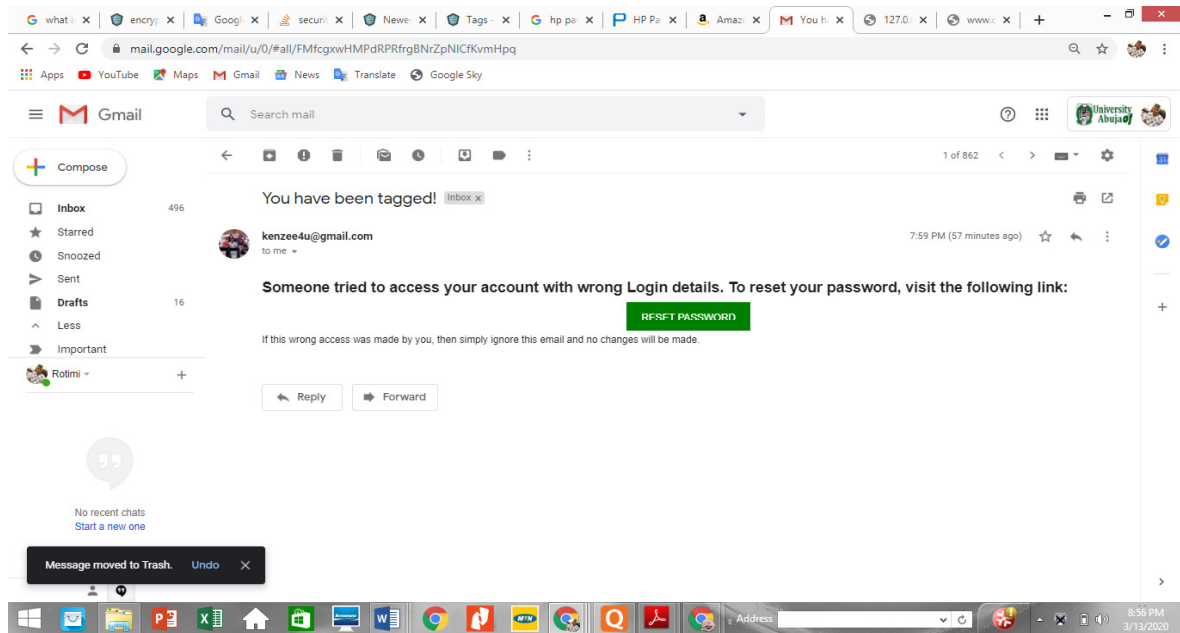 what i:
encryp
Googl
securit
Newe
Tags -
hp pa
HP Pa
Amaz
You h
127.0.
www.c
mail.google.com/mail/u/0/#all/FMfcgxwHMPdRPRfrgBNrZpNICfKvmHpq
Apps YouTube Maps Gmail News Translate Google Sky
Gmail
Search mail
University
Abuja of
Compose
1 of 862
You have been tagged! Inbox x
Inbox 496
Starred
Snoozed
Sent
Drafts 16
Less
Important
Rotimi
kenzee4u@gmail.com 7:59 PM (57 minutes ago)
to me
Someone tried to access your account with wrong Login details. To reset your password, visit the following link:
RESET PASSWORD
If this wrong access was made by you, then simply ignore this email and no changes will be made.
Reply Forward
No recent chats
Start a new one
Message moved to Trash. Undo
Address
8:56 PM
3/13/2020